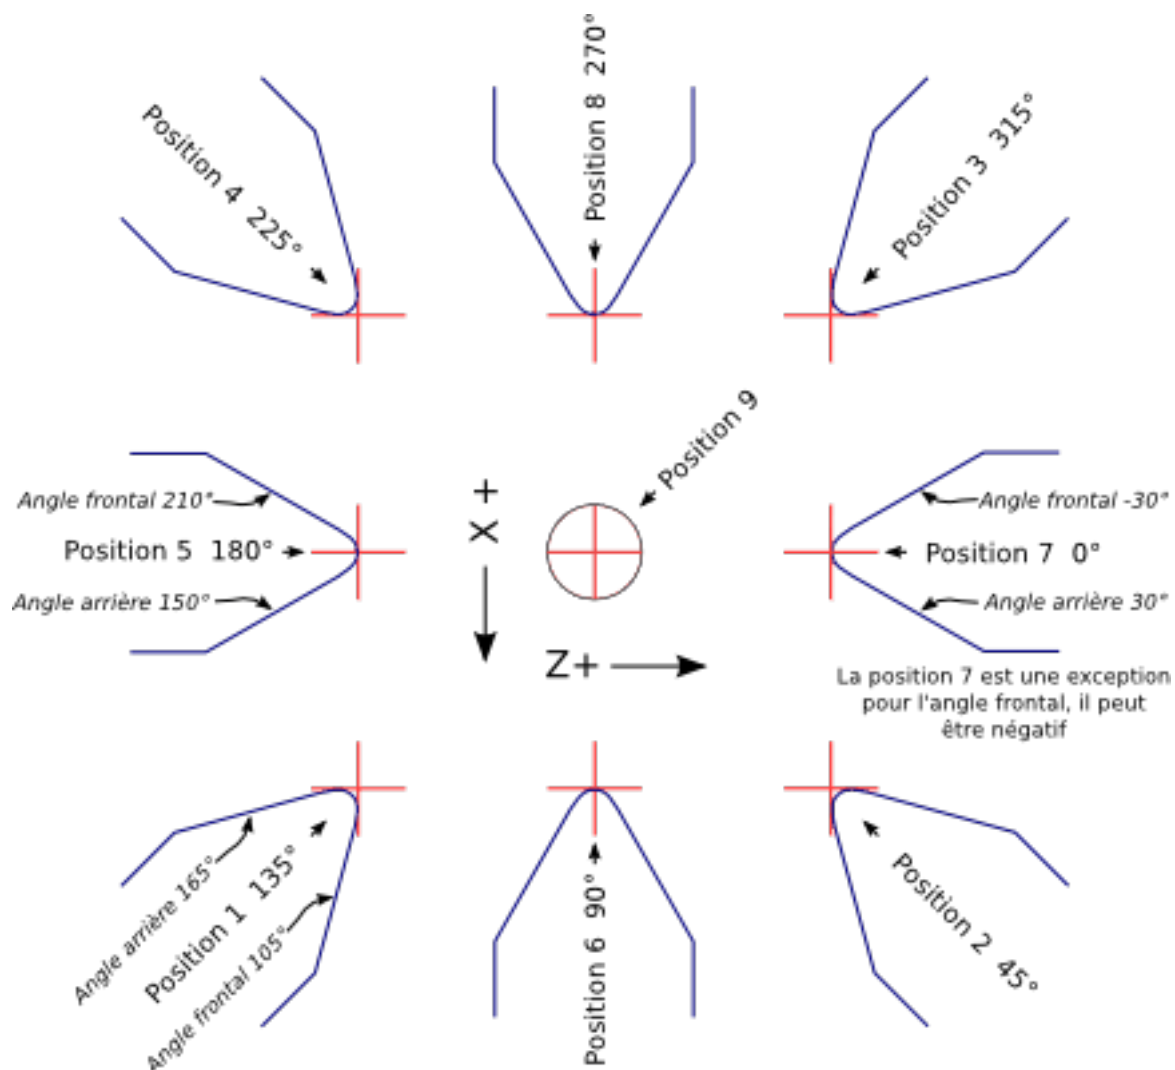 Position 8 270°
Position 4 225°
Position 3 315°
Position 9
Angle frontal 210°
Position 5 180°
Angle arrière 150°
X +
Z+
Angle frontal -30°
Position 7 0°
Angle arrière 30°
La position 7 est une exception
pour l'angle frontal, il peut
être négatif
Angle arrière 165°
Position 1 135°
Angle frontal 105°
Position 6 90°
Position 2 45°